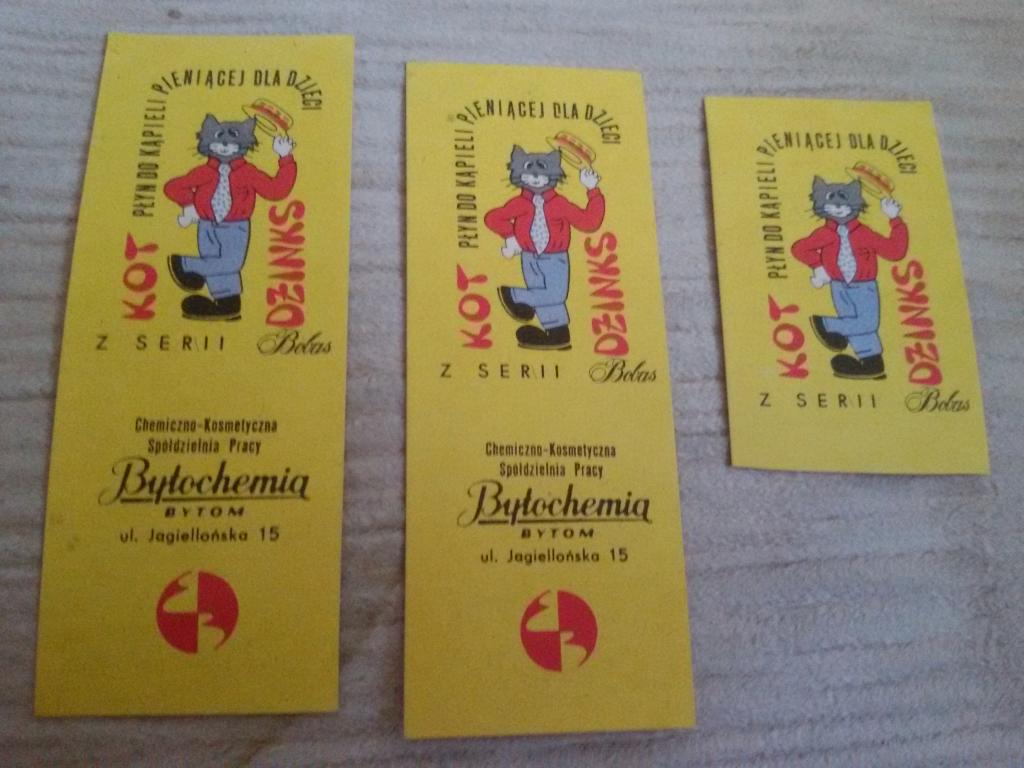 PŁYN DO KĄPIELI PIENIĄCEJ DLA DZIECI
KOT DŻINKS
Z SERII Bobas
Chemiczno-Kosmetyczna
Spółdzielnia Pracy
Bytochemia
BYTOM
ul. Jagiellońska 15
PŁYN DO KĄPIELI PIENIĄCEJ DLA DZIECI
KOT DŻINKS
Z SERII Bobas
Chemiczno-Kosmetyczna
Spółdzielnia Pracy
Bytochemia
BYTOM
ul. Jagiellońska 15
PŁYN DO KĄPIELI PIENIĄCEJ DLA DZIECI
KOT DŻINKS
Z SERII Bobas